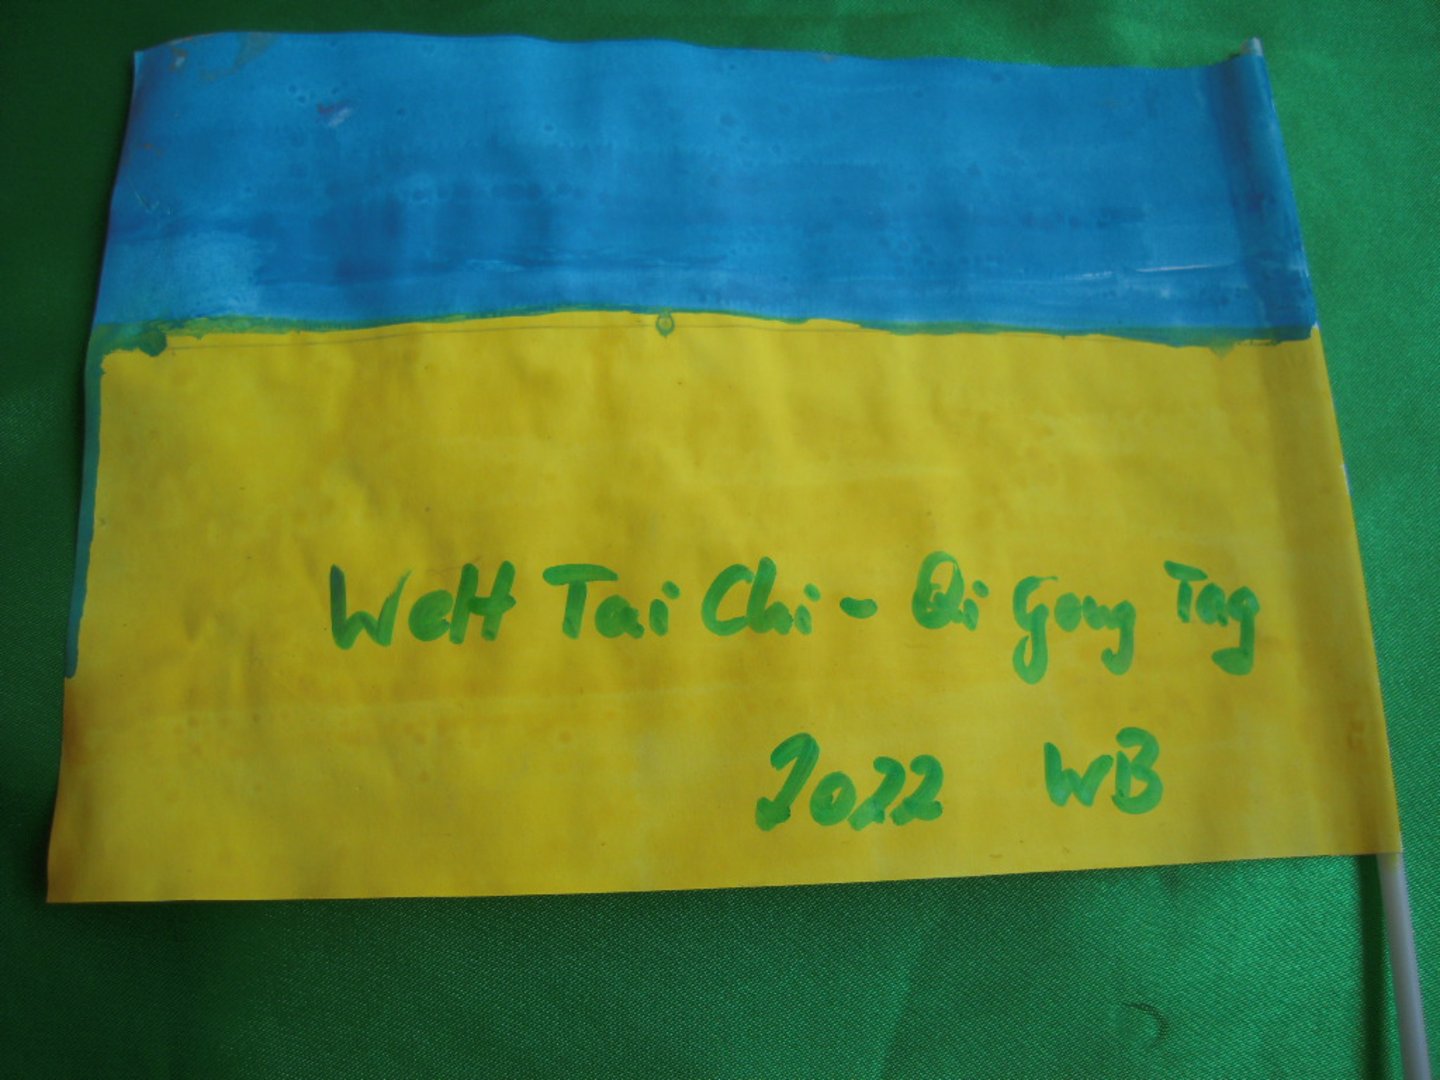 Welt Tai Chi - Qi Gong Tag
2022 WB